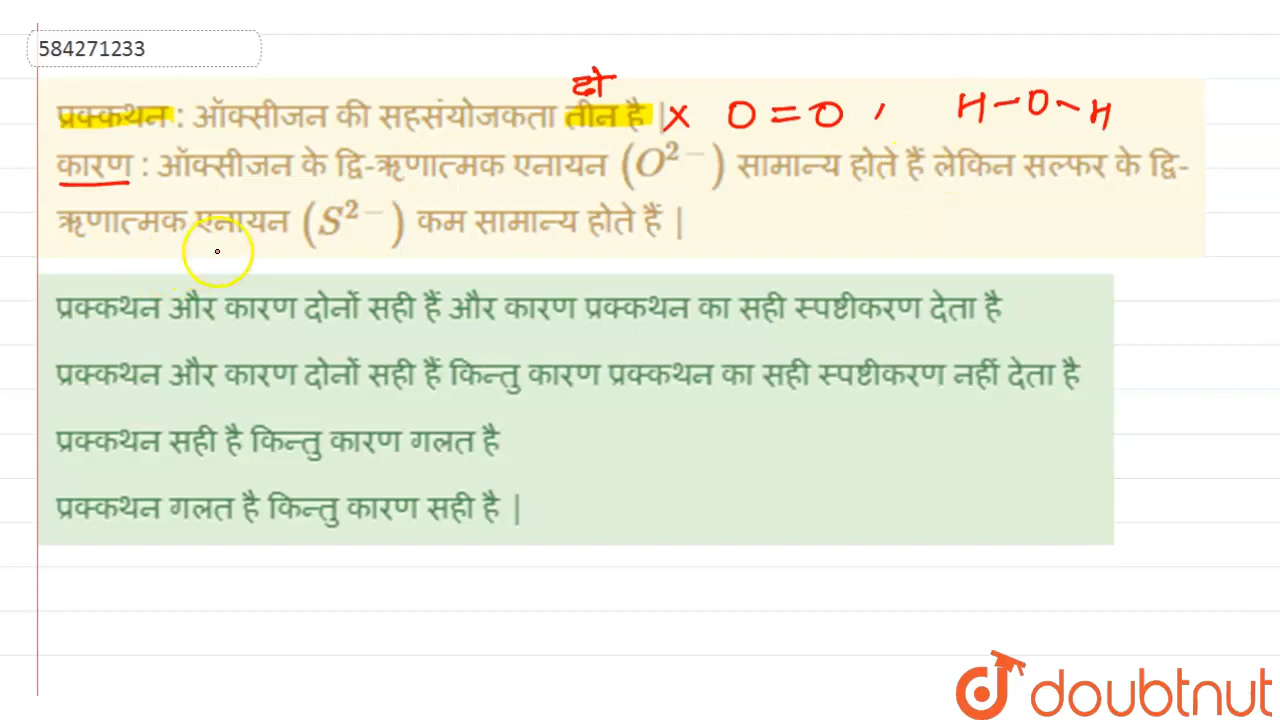 584271233
दो
प्रक्कथन : ऑक्सीजन की सहसंयोजकता तीन है | × O = O , H - O - H
कारण : ऑक्सीजन के द्वि-ऋणात्मक एनायन (O²⁻) सामान्य होते हैं लेकिन सल्फर के द्वि-
ऋणात्मक एनायन (S²⁻) कम सामान्य होते हैं |
प्रक्कथन और कारण दोनों सही हैं और कारण प्रक्कथन का सही स्पष्टीकरण देता है
प्रक्कथन और कारण दोनों सही हैं किन्तु कारण प्रक्कथन का सही स्पष्टीकरण नहीं देता है
प्रक्कथन सही है किन्तु कारण गलत है
प्रक्कथन गलत है किन्तु कारण सही है |
doubtnut